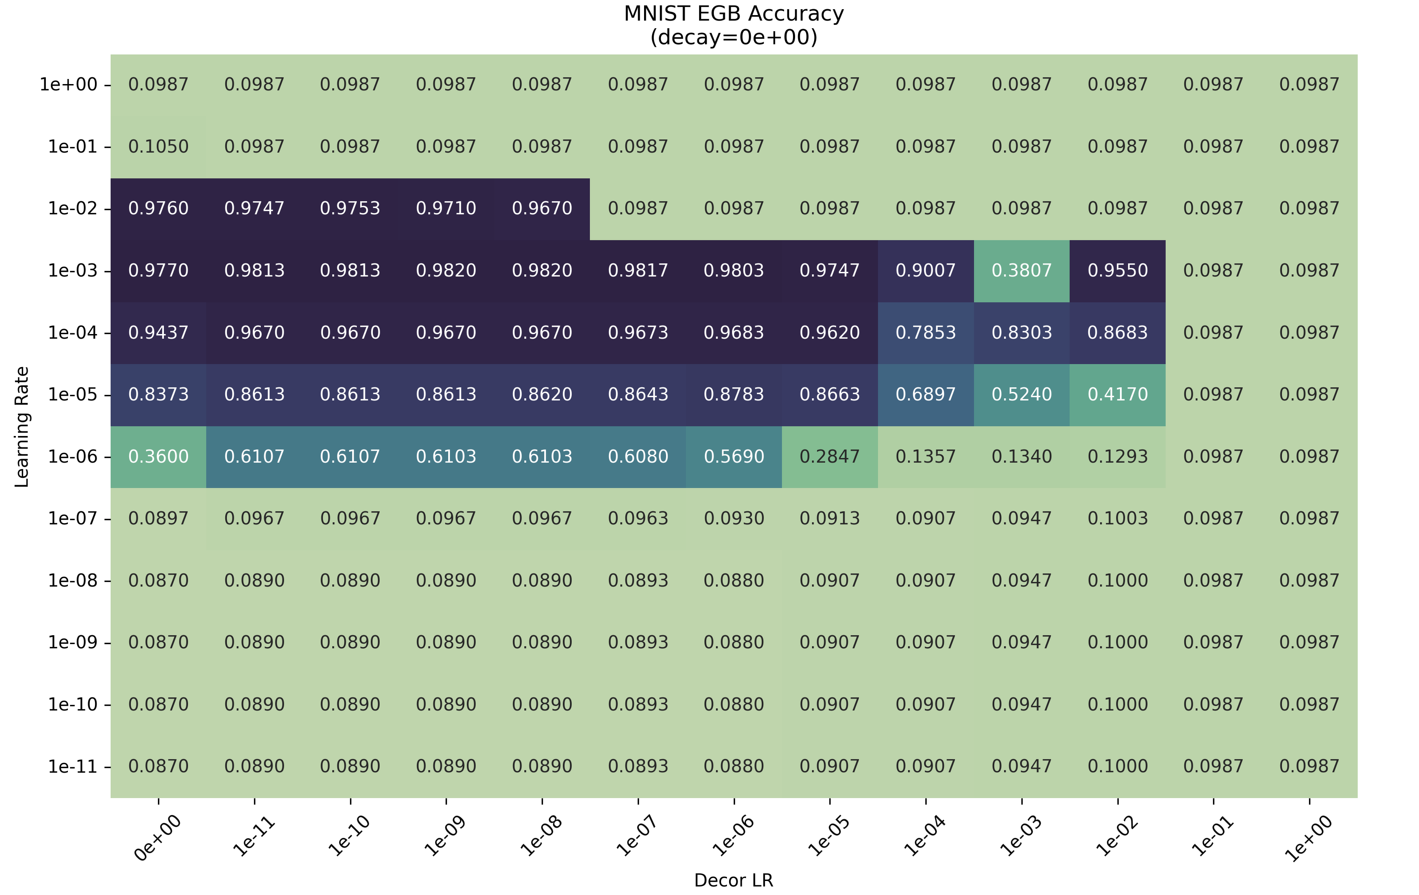 MNIST EGB Accuracy
(decay=0e+00)
1e+00 0.0987 0.0987 0.0987 0.0987 0.0987 0.0987 0.0987 0.0987 0.0987 0.0987 0.0987 0.0987 0.0987
1e-01 0.1050 0.0987 0.0987 0.0987 0.0987 0.0987 0.0987 0.0987 0.0987 0.0987 0.0987 0.0987 0.0987
1e-02 0.9760 0.9747 0.9753 0.9710 0.9670 0.0987 0.0987 0.0987 0.0987 0.0987 0.0987 0.0987 0.0987
1e-03 0.9770 0.9813 0.9813 0.9820 0.9820 0.9817 0.9803 0.9747 0.9007 0.3807 0.9550 0.0987 0.0987
1e-04 0.9437 0.9670 0.9670 0.9670 0.9670 0.9673 0.9683 0.9620 0.7853 0.8303 0.8683 0.0987 0.0987
1e-05 0.8373 0.8613 0.8613 0.8613 0.8620 0.8643 0.8783 0.8663 0.6897 0.5240 0.4170 0.0987 0.0987
1e-06 0.3600 0.6107 0.6107 0.6103 0.6103 0.6080 0.5690 0.2847 0.1357 0.1340 0.1293 0.0987 0.0987
1e-07 0.0897 0.0967 0.0967 0.0967 0.0967 0.0963 0.0930 0.0913 0.0907 0.0947 0.1003 0.0987 0.0987
1e-08 0.0870 0.0890 0.0890 0.0890 0.0890 0.0893 0.0880 0.0907 0.0907 0.0947 0.1000 0.0987 0.0987
1e-09 0.0870 0.0890 0.0890 0.0890 0.0890 0.0893 0.0880 0.0907 0.0907 0.0947 0.1000 0.0987 0.0987
1e-10 0.0870 0.0890 0.0890 0.0890 0.0890 0.0893 0.0880 0.0907 0.0907 0.0947 0.1000 0.0987 0.0987
1e-11 0.0870 0.0890 0.0890 0.0890 0.0890 0.0893 0.0880 0.0907 0.0907 0.0947 0.1000 0.0987 0.0987
Learning Rate
0e+00 1e-11 1e-10 1e-09 1e-08 1e-07 1e-06 1e-05 1e-04 1e-03 1e-02 1e-01 1e+00
Decor LR